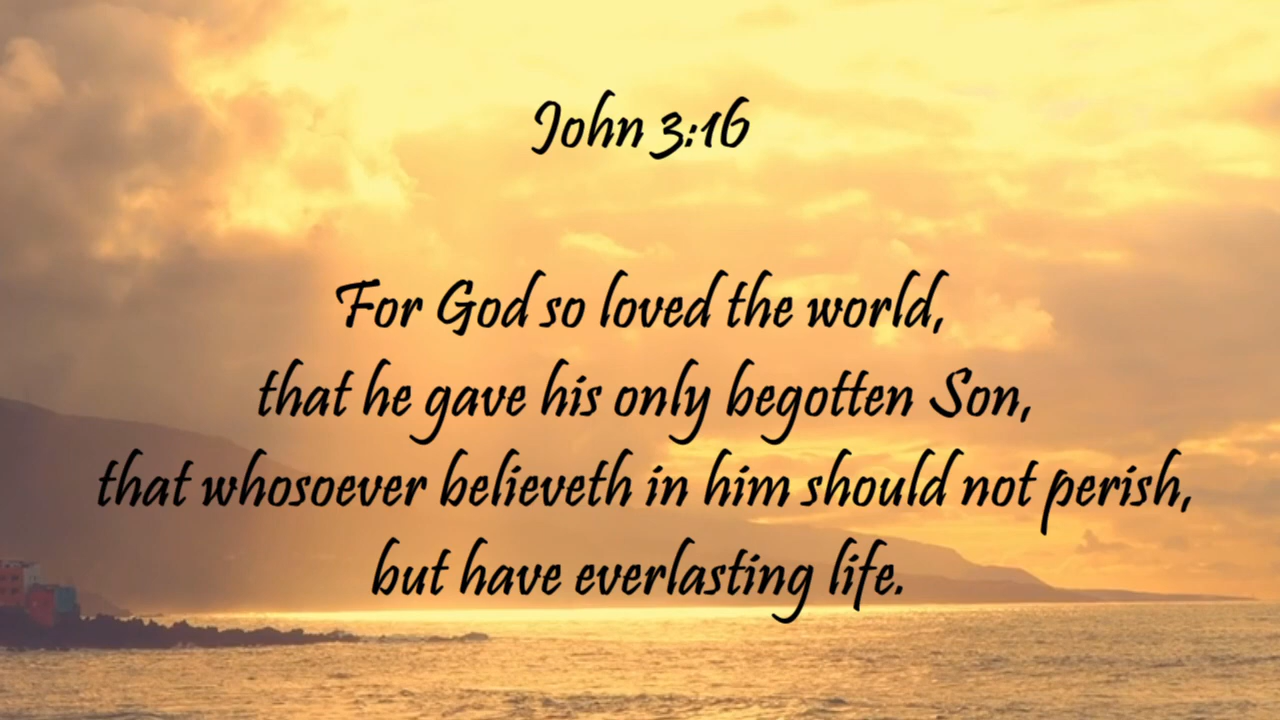 John 3:16
For God so loved the world,
that he gave his only begotten Son,
that whosoever believeth in him should not perish,
but have everlasting life.